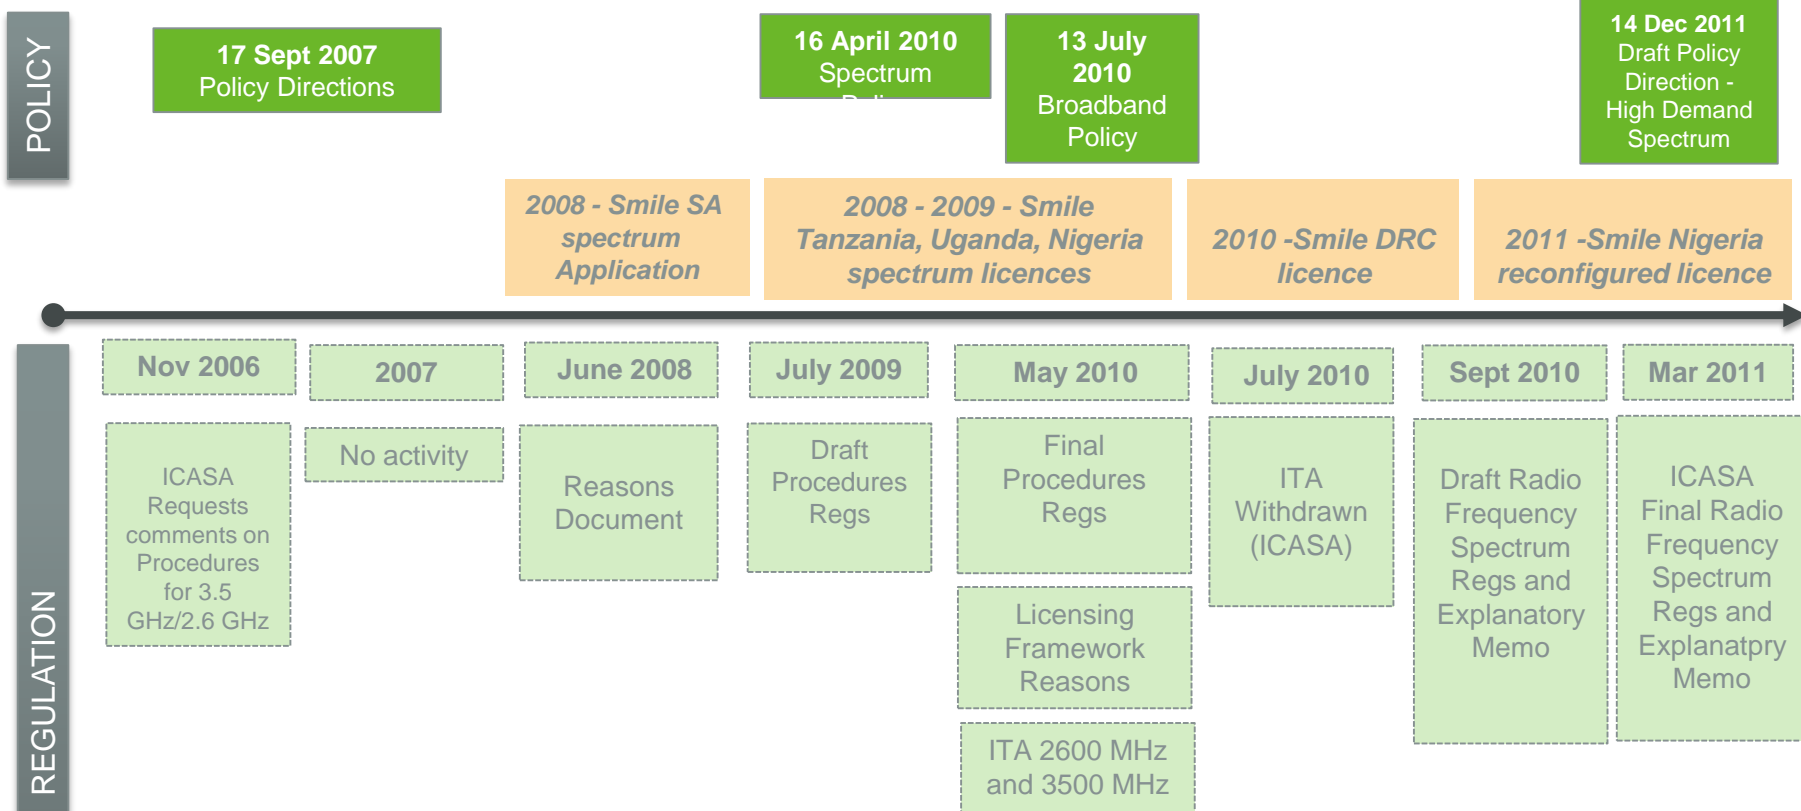 POLICY
17 Sept 2007
Policy Directions
16 April 2010
Spectrum
13 July
2010
Broadband
Policy
14 Dec 2011
Draft Policy
Direction -
High Demand
Spectrum
2008 - Smile SA
spectrum
Application
2008 - 2009 - Smile
Tanzania, Uganda, Nigeria
spectrum licences
2010 -Smile DRC
licence
2011 -Smile Nigeria
reconfigured licence
REGULATION
Nov 2006
ICASA
Requests
comments on
Procedures
for 3.5
GHz/2.6 GHz
2007
No activity
June 2008
Reasons
Document
July 2009
Draft
Procedures
Regs
May 2010
Final
Procedures
Regs
Licensing
Framework
Reasons
ITA 2600 MHz
and 3500 MHz
July 2010
ITA
Withdrawn
(ICASA)
Sept 2010
Draft Radio
Frequency
Spectrum
Regs and
Explanatory
Memo
Mar 2011
ICASA
Final Radio
Frequency
Spectrum
Regs and
Explanatpry
Memo